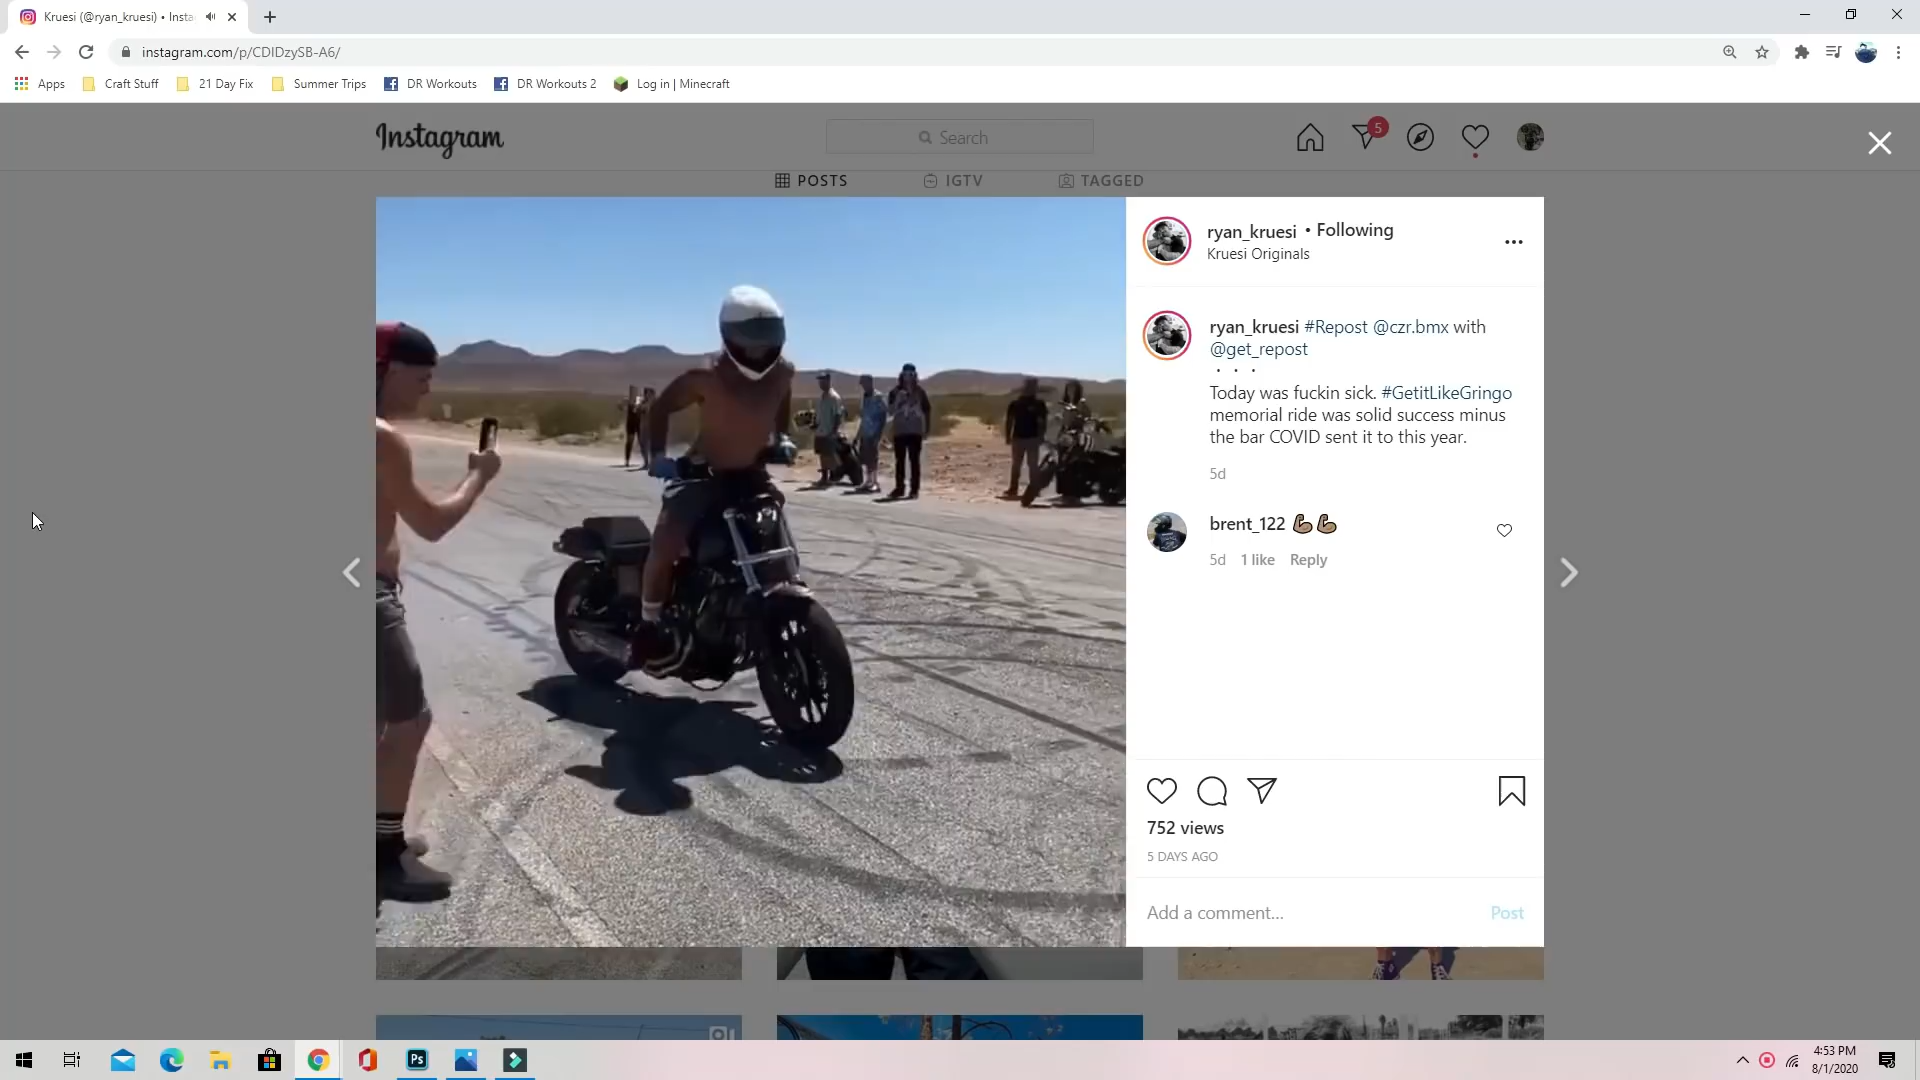 Kruesi (@ryan_kruesi) • Insta
instagram.com/p/CDIDzySB-A6/
Apps
Craft Stuff
21 Day Fix
Summer Trips
DR Workouts
DR Workouts 2
Log in | Minecraft
Instagram
Search
5
POSTS
IGTV
TAGGED
ryan_kruesi • Following
Kruesi Originals
ryan_kruesi #Repost @czr.bmx with
@get_repost
・・・
Today was fuckin sick. #GetitLikeGringo
memorial ride was solid success minus
the bar COVID sent it to this year.
5d
brent_122 💪🏽💪🏽
5d 1 like Reply
752 views
5 DAYS AGO
Add a comment...
Post
Ps
4:53 PM
8/1/2020